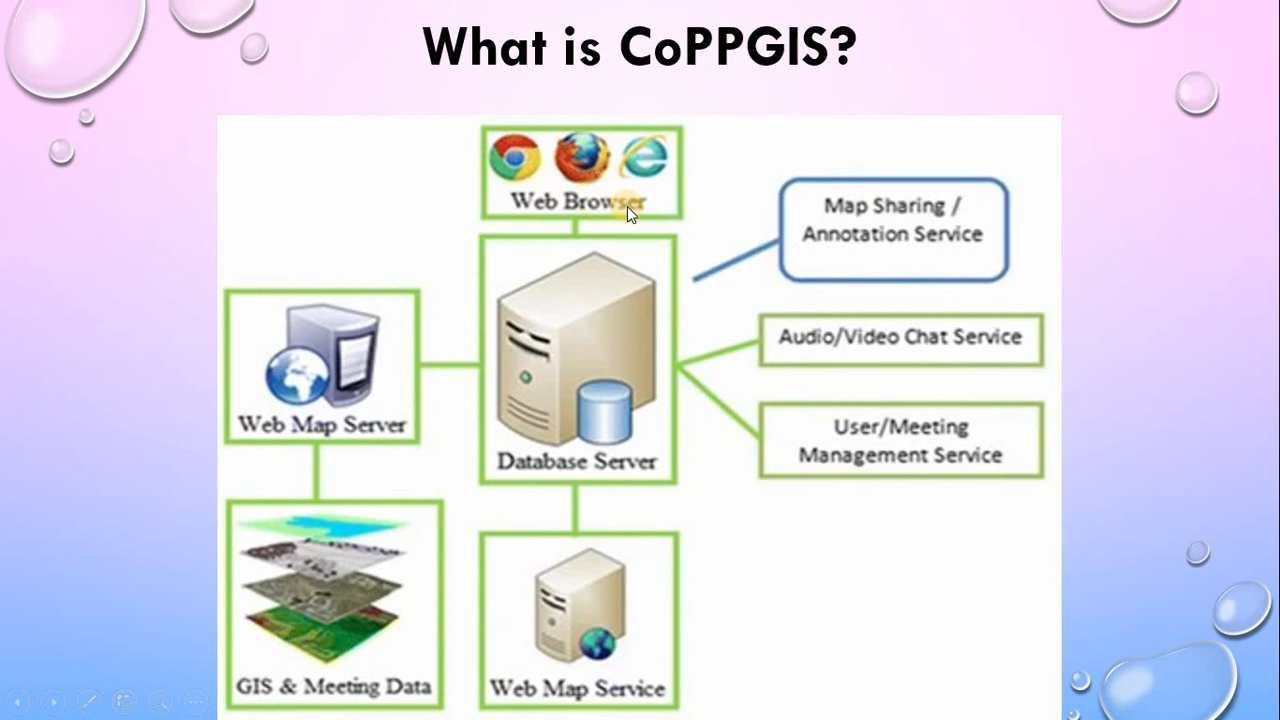 What is CoPPGIS?
Web Browser
Map Sharing /
Annotation Service
Audio/Video Chat Service
Web Map Server
User/Meeting
Management Service
Database Server
GIS & Meeting Data
Web Map Service